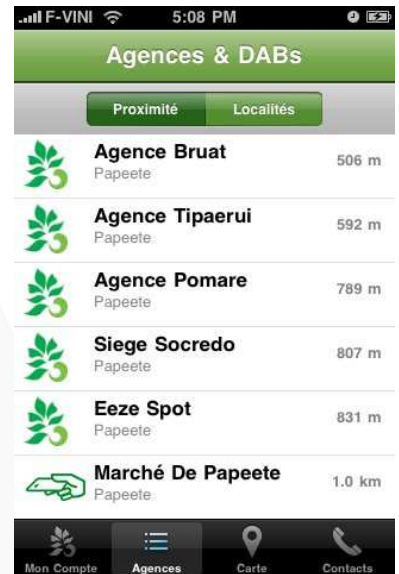 F-VINI 5:08 PM
Agences & DABs
Proximité Localités
Agence Bruat
Papeete 506 m
Agence Tipaerui
Papeete 592 m
Agence Pomare
Papeete 789 m
Siege Socredo
Papeete 807 m
Eeze Spot
Papeete 831 m
Marché De Papeete
Papeete 1.0 km
Mon Compte Agences Carte Contacts